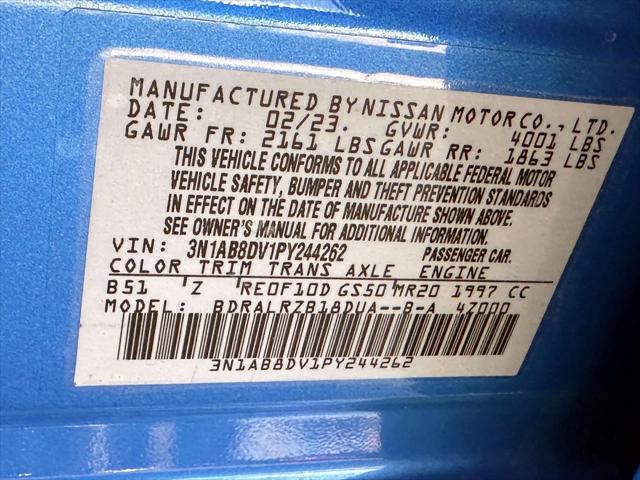 MANUFACTURED BY NISSAN MOTOR CO., LTD.
DATE: 02/23. GVWR: 4001 LBS
GAWR FR: 2161 LBS GAWR RR: 1863 LBS
THIS VEHICLE CONFORMS TO ALL APPLICABLE FEDERAL MOTOR
VEHICLE SAFETY, BUMPER AND THEFT PREVENTION STANDARDS
IN EFFECT ON THE DATE OF MANUFACTURE SHOWN ABOVE.
SEE OWNER'S MANUAL FOR ADDITIONAL INFORMATION.
VIN: 3N1AB8DV1PY244262 PASSENGER CAR.
COLOR TRIM TRANS AXLE ENGINE
B51 Z RE0F10D GS50 MR20 1997 CC
MODEL: BDRALRZB18DUA--B-A 4Z000
3N1AB8DV1PY244262